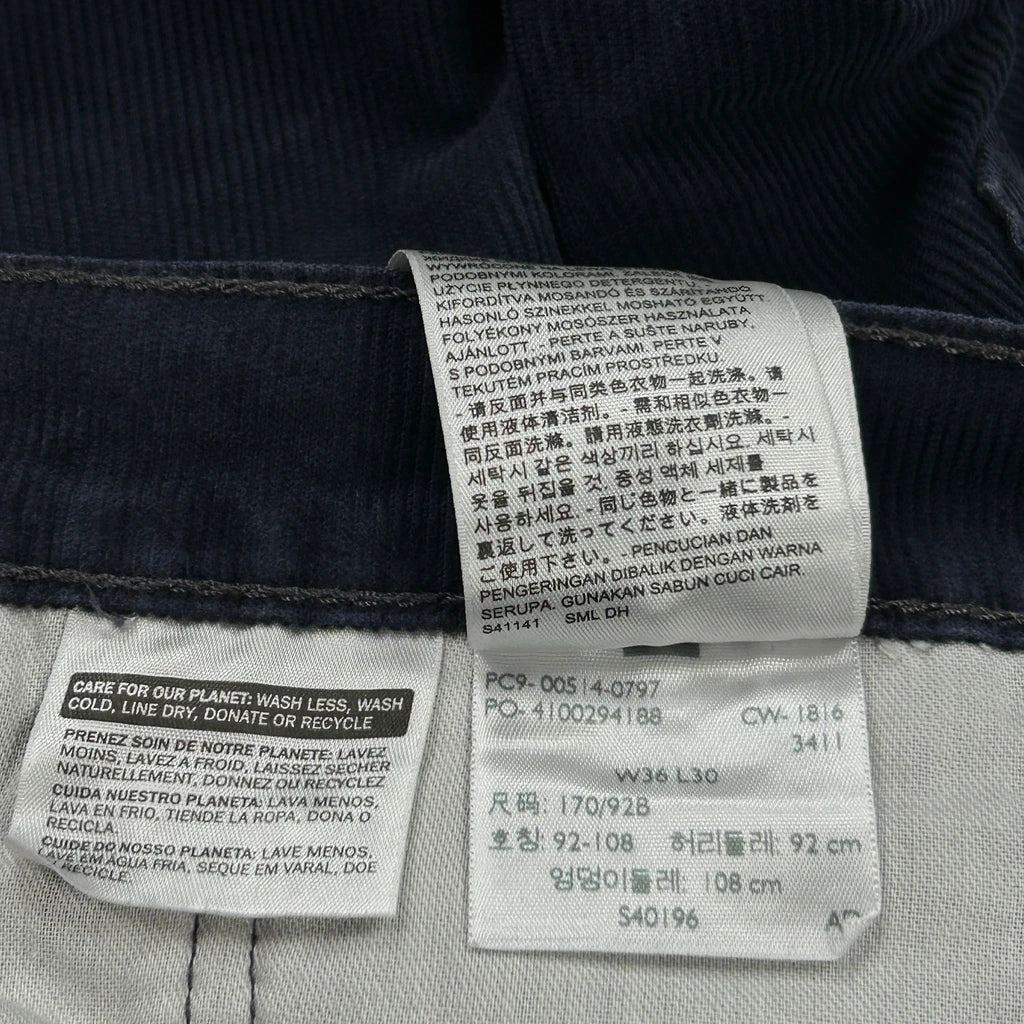 PODOBNYMI KOLORAMI. ZALECANE
UŻYCIE PŁYNNEGO DETERGENTU.
KIFORDÍTVA MOSANDÓ ÉS SZÁRÍTANDÓ
HASONLÓ SZINEKKEL MOSHATÓ EGYÜTT
FOLYÉKONY MOSÓSZER HASZNÁLATA
AJÁNLOTT. - PERTE A SUŠTE NARUBY,
S PODOBNÝMI BARVAMI. PERTE V
TEKUTÉM PRACÍM PROSTŘEDKU.
- 请反面并与同类色衣物一起洗涤。请
使用液体清洁剂。- 需和相似色衣物一
同反面洗滌。請用液態洗衣劑洗滌。-
세탁시 같은 색상끼리 하십시요. 세탁시
옷을 뒤집을 것. 중성 액체 세제를
사용하세요. - 同じ色物と一緒に製品を
裏返して洗ってください。液体洗剤を
ご使用下さい。- PENCUCIAN DAN
PENGERINGAN DIBALIK DENGAN WARNA
SERUPA. GUNAKAN SABUN CUCI CAIR.
S41141 SML DH
CARE FOR OUR PLANET: WASH LESS, WASH
COLD, LINE DRY, DONATE OR RECYCLE
PRENEZ SOIN DE NOTRE PLANETE: LAVEZ
MOINS, LAVEZ A FROID, LAISSEZ SECHER
NATURELLEMENT, DONNEZ OU RECYCLEZ
CUIDA NUESTRO PLANETA: LAVA MENOS,
LAVA EN FRIO, TIENDE LA ROPA, DONA O
RECICLA.
CUIDE DO NOSSO PLANETA: LAVE MENOS,
LAVE EM AGUA FRIA, SEQUE EM VARAL, DOE
RECICLE.
PC9- 00514-0797
PO- 4100294188 CW- 1816
3411
W36 L30
尺码: 170/92B
호칭: 92-108 허리둘레: 92 cm
엉덩이둘레: 108 cm
S40196